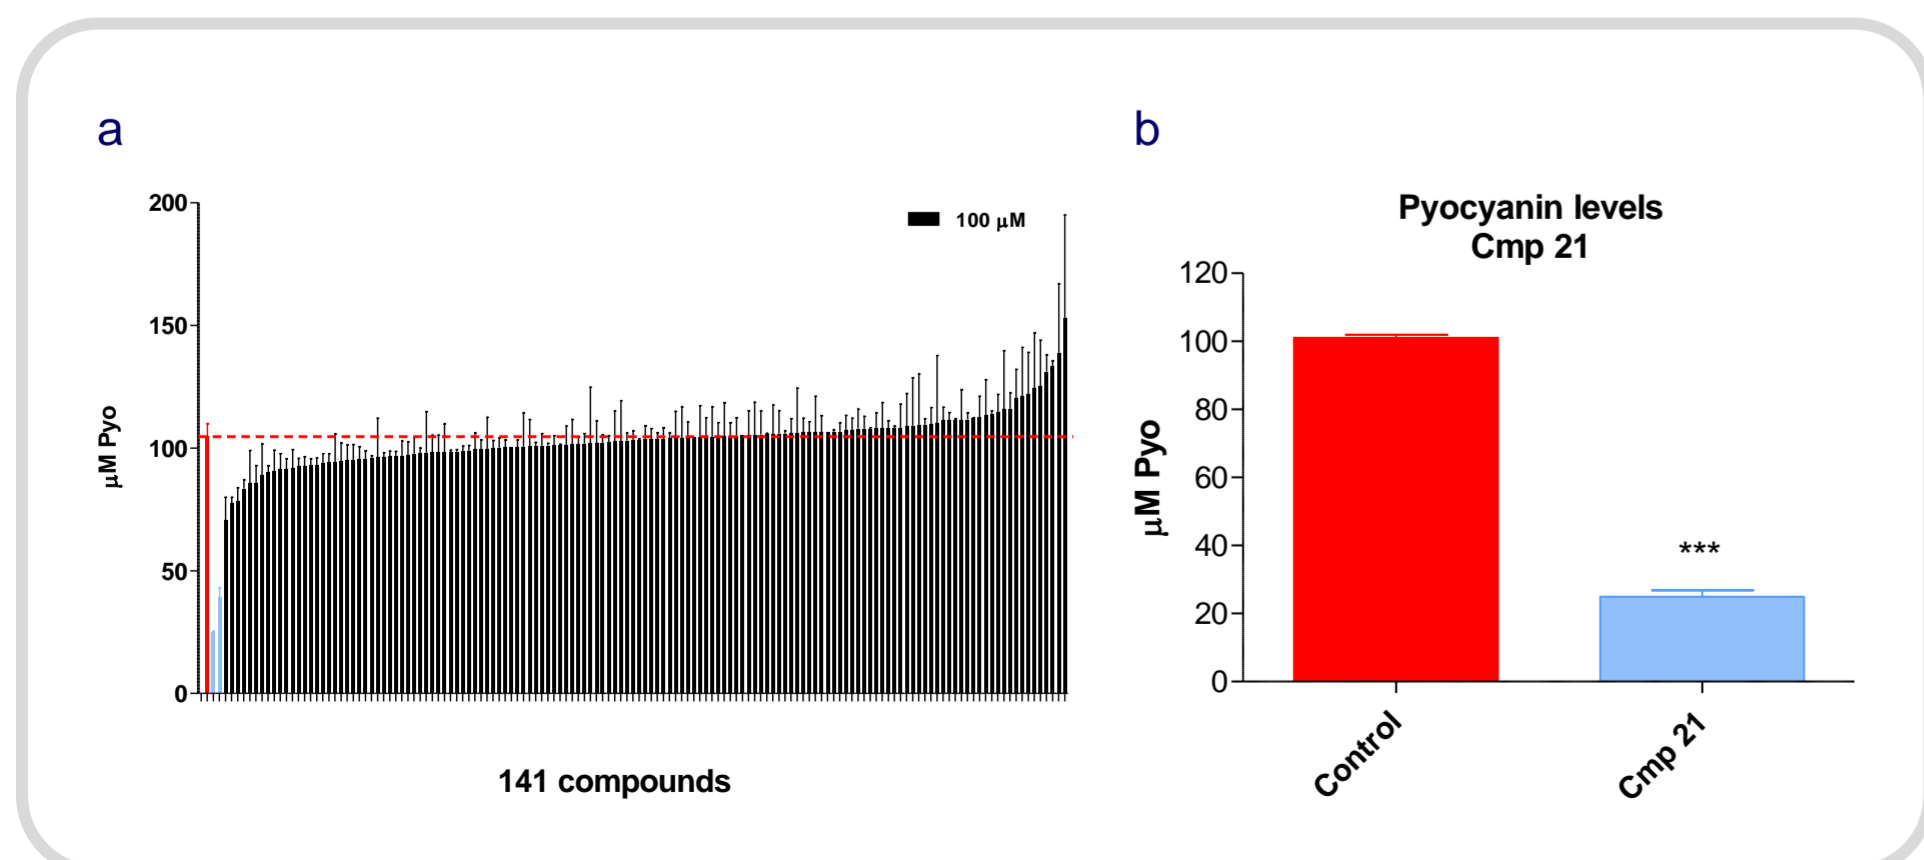 a
200
150
100
50
0
μM Pyo
100 μM
141 compounds
b
Pyocyanin levels
Cmp 21
120
100
80
60
40
20
0
μM Pyo
***
Control
Cmp 21